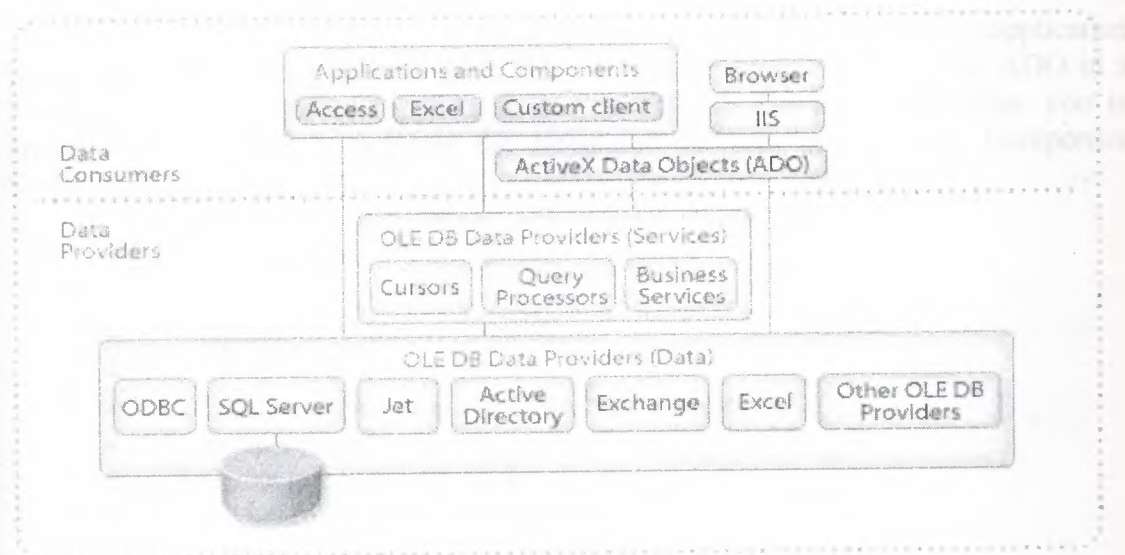 Applications and Components
Access
Excel
Custom client
Browser
IIS
Data
Consumers
ActiveX Data Objects (ADO)
Data
Providers
OLE DB Data Providers (Services)
Cursors
Query
Processors
Business
Services
OLE DB Data Providers (Data)
ODBC
SQL Server
Jet
Active
Directory
Exchange
Excel
Other OLE DB
Providers